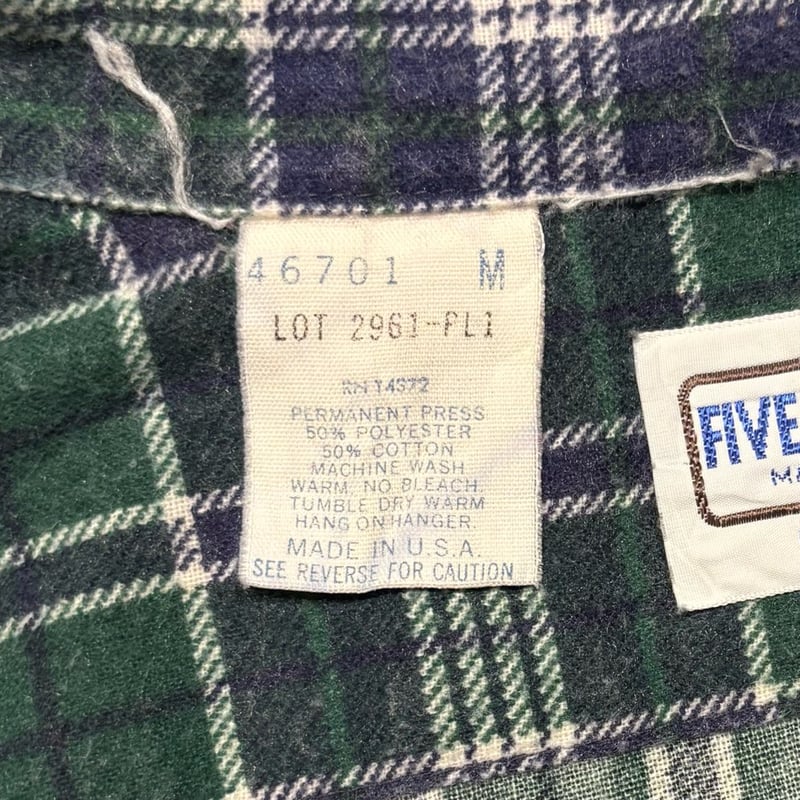 46701 M
LOT 2961-FL1
RN 14372
PERMANENT PRESS
50% POLYESTER
50% COTTON
MACHINE WASH
WARM, NO BLEACH.
TUMBLE DRY WARM
HANG ON HANGER.
MADE IN U.S.A.
SEE REVERSE FOR CAUTION
FIVE
MA